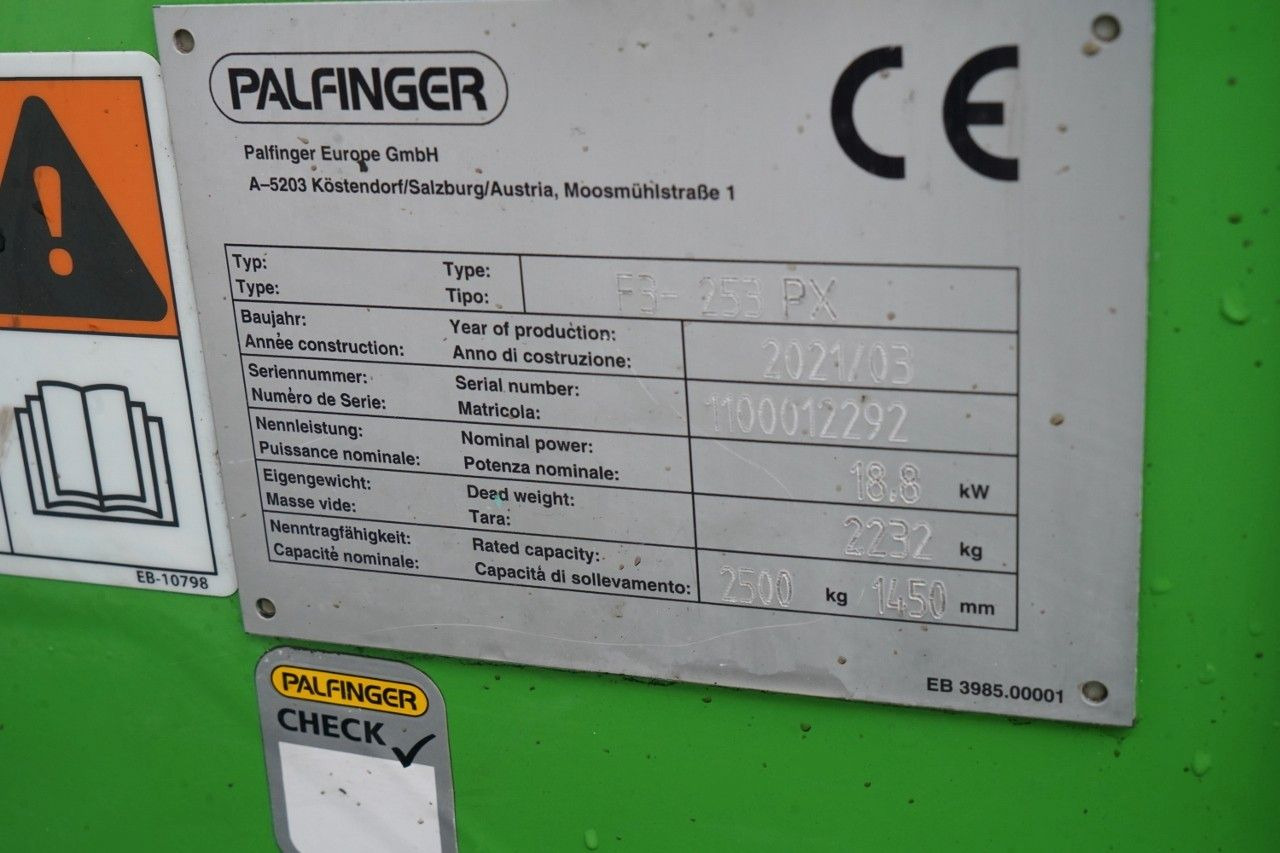 PALFINGER
CE
Palfinger Europe GmbH
A–5203 Köstendorf/Salzburg/Austria, Moosmühlstraße 1
Typ: Type: F3- 253 PX
Type: Tipo:
Baujahr: Year of production: 2021/03
Année construction: Anno di costruzione:
Seriennummer: Serial number: 1100012292
Numéro de Serie: Matricola:
Nennleistung: Nominal power: 18.8 kW
Puissance nominale: Potenza nominale:
Eigengewicht: Dead weight: 2232 kg
Masse vide: Tara:
Nenntragfähigkeit: Rated capacity: 2500 kg 1450 mm
Capacité nominale: Capacità di sollevamento:
EB 3985.00001
!
EB-10798
PALFINGER
CHECK